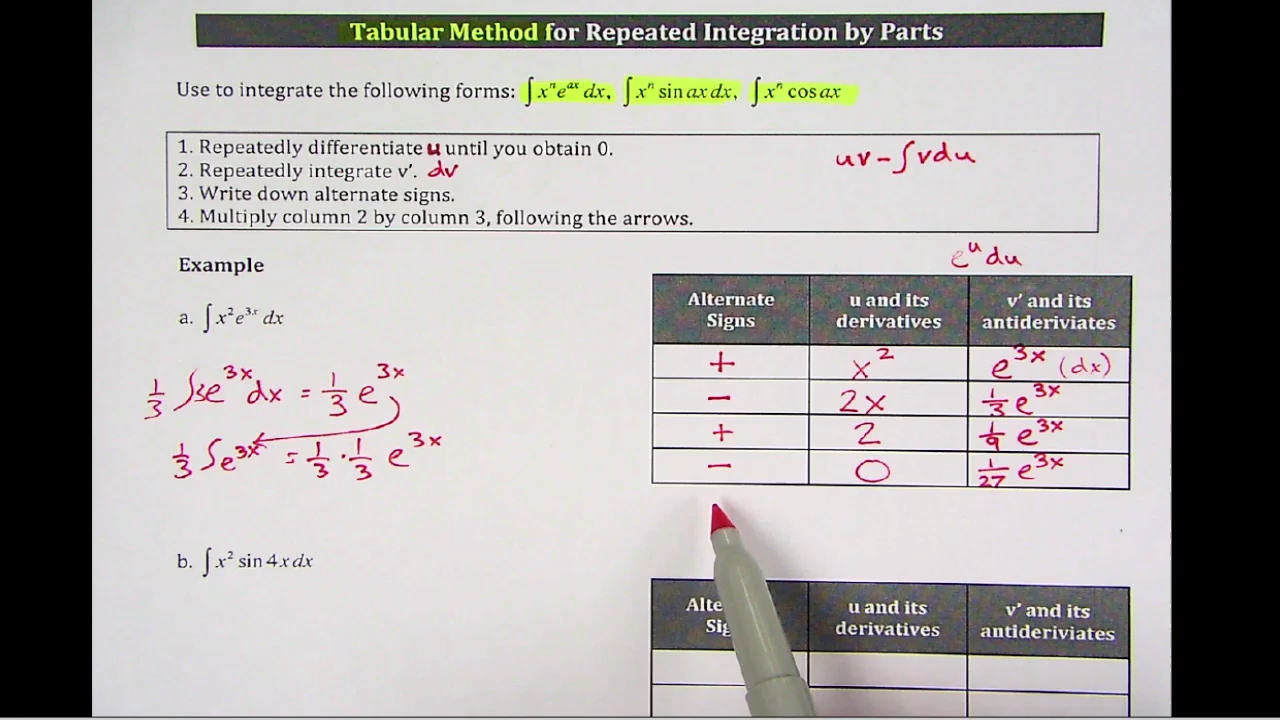 Tabular Method for Repeated Integration by Parts
Use to integrate the following forms: ∫xⁿeᵃˣ dx, ∫xⁿ sin ax dx, ∫xⁿ cos ax
1. Repeatedly differentiate u until you obtain 0.
2. Repeatedly integrate v'. dv
3. Write down alternate signs.
4. Multiply column 2 by column 3, following the arrows.
uv - ∫vdu
Example
a. ∫x²e³ˣ dx
1/3 ∫3e³ˣdx = 1/3 e³ˣ
1/3 ∫e³ˣ = 1/3 · 1/3 e³ˣ
eᵘdu
Alternate Signs | u and its derivatives | v' and its antideriviates
+ | x² | e³ˣ (dx)
- | 2x | 1/3 e³ˣ
+ | 2 | 1/9 e³ˣ
- | 0 | 1/27 e³ˣ
b. ∫x² sin 4x dx
u and its derivatives | v' and its antideriviates